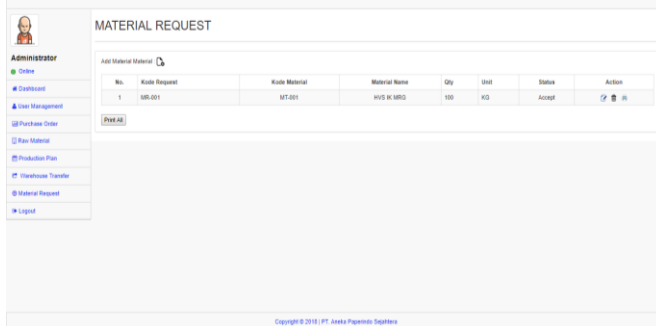 MATERIAL REQUEST
Administrator
Online
Dashboard
User Management
Purchase Order
Raw Material
Production Plan
Warehouse Transfer
Material Request
Logout
Add Material Material
No. Kode Request Kode Material Material Name Qty Unit Status Action
1 MR-001 MT-001 HVS IK MRG 100 KG Accept
Print All
Copyright © 2018 | PT. Aneka Paperindo Sejahtera